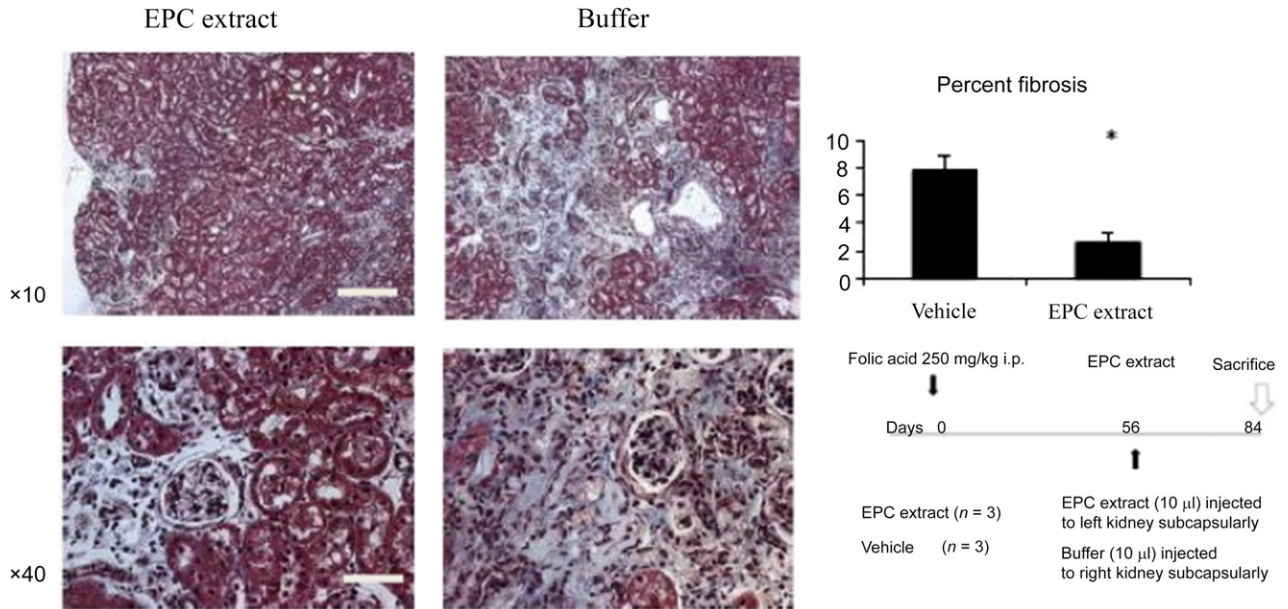 EPC extract
Buffer
×10
×40
Percent fibrosis
*
10
8
6
4
2
0
Vehicle
EPC extract
Folic acid 250 mg/kg i.p.
EPC extract
Sacrifice
Days 0
56
84
EPC extract (n = 3)
Vehicle (n = 3)
EPC extract (10 µl) injected
to left kidney subcapsularly
Buffer (10 µl) injected
to right kidney subcapsularly